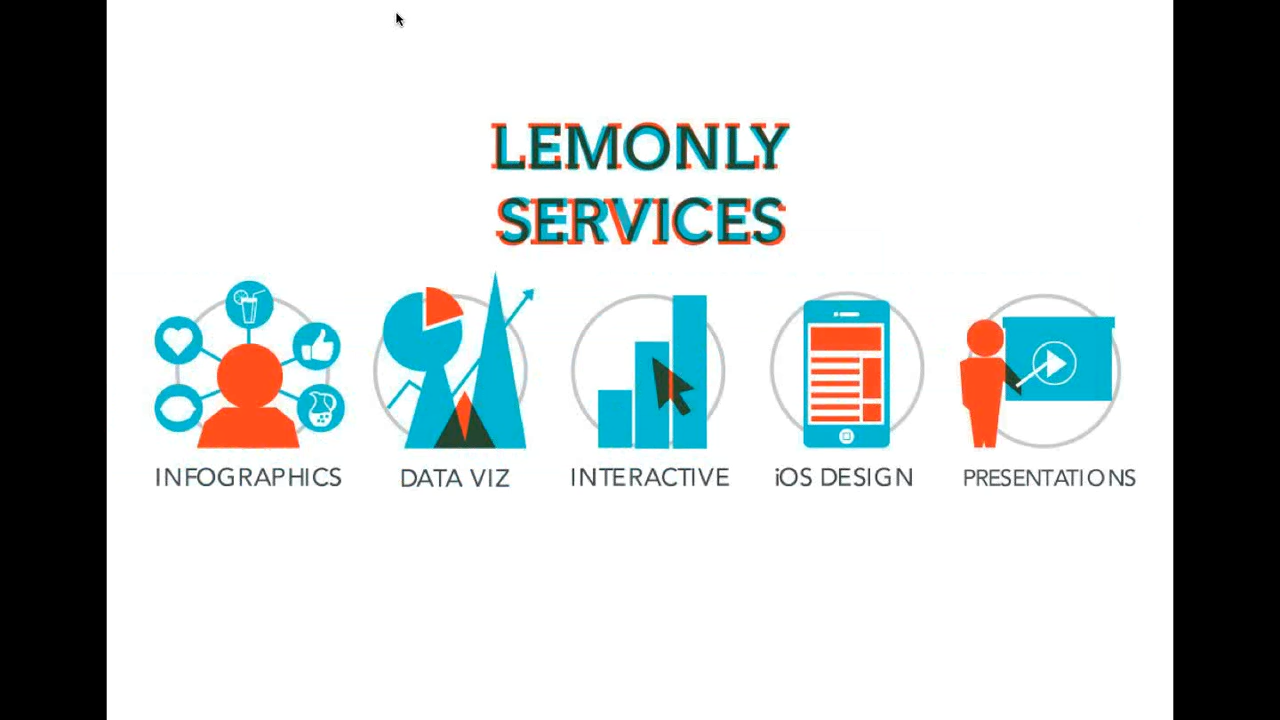 LEMONLY
SERVICES
INFOGRAPHICS
DATA VIZ
INTERACTIVE
iOS DESIGN
PRESENTATIONS